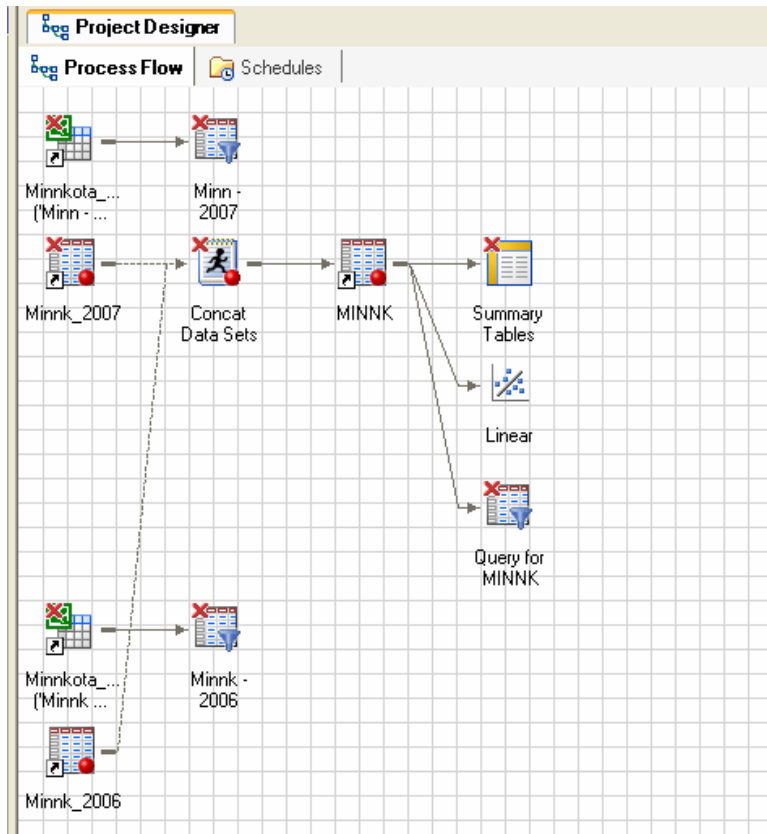 Project Designer
Process Flow
Schedules
Minnkota_...
('Minn - ...
Minn -
2007
Minnk_2007
Concat
Data Sets
MINNK
Summary
Tables
Linear
Query for
MINNK
Minnkota_...
('Minnk ...
Minnk -
2006
Minnk_2006